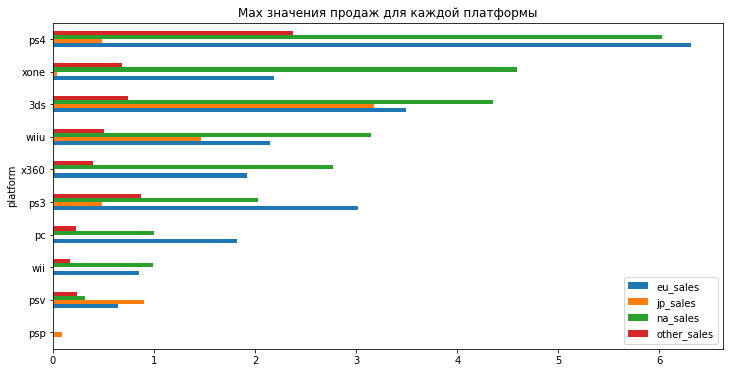 Max значения продаж для каждой платформы
platform
ps4
xone
3ds
wiiu
x360
ps3
pc
wii
psv
psp
0 1 2 3 4 5 6
eu_sales
jp_sales
na_sales
other_sales